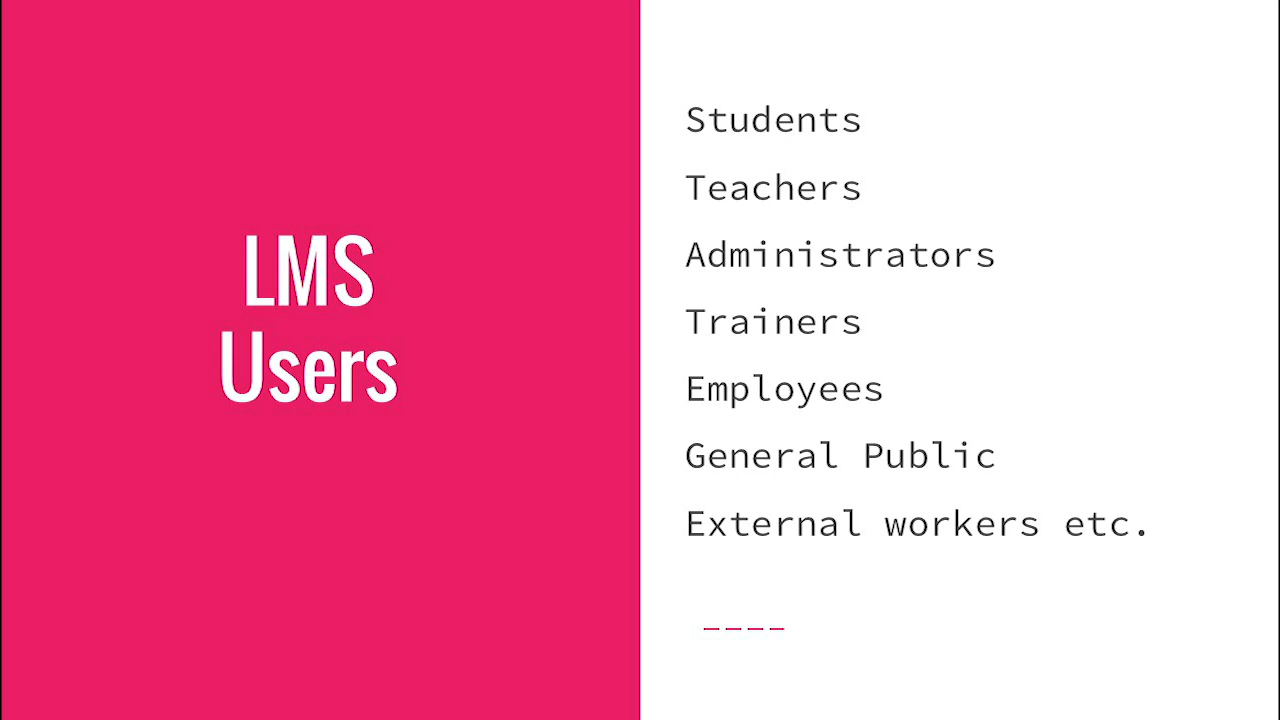 LMS
Users
Students
Teachers
Administrators
Trainers
Employees
General Public
External workers etc.